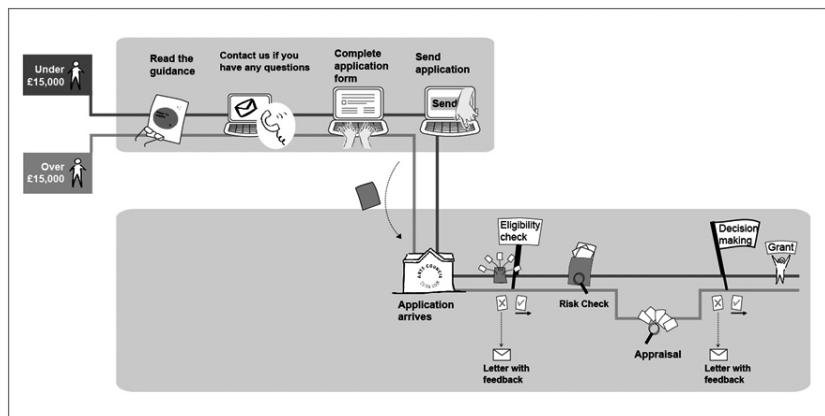 Under
£15,000
Over
£15,000
Read the
guidance
Contact us if you
have any questions
Complete
application
form
Send
application
Send
ARTS COUNCIL
Application
arrives
Eligibility
check
Letter with
feedback
Risk Check
Appraisal
Decision
making
Letter with
feedback
Grant